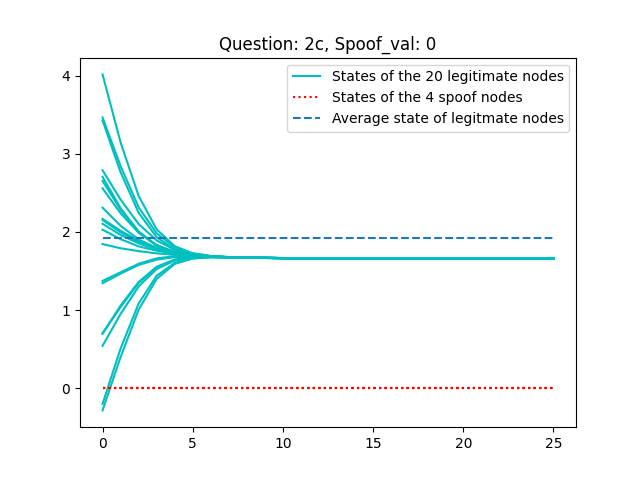 Question: 2c, Spoof_val: 0
States of the 20 legitimate nodes
States of the 4 spoof nodes
Average state of legitmate nodes
4
3
2
1
0
0 5 10 15 20 25